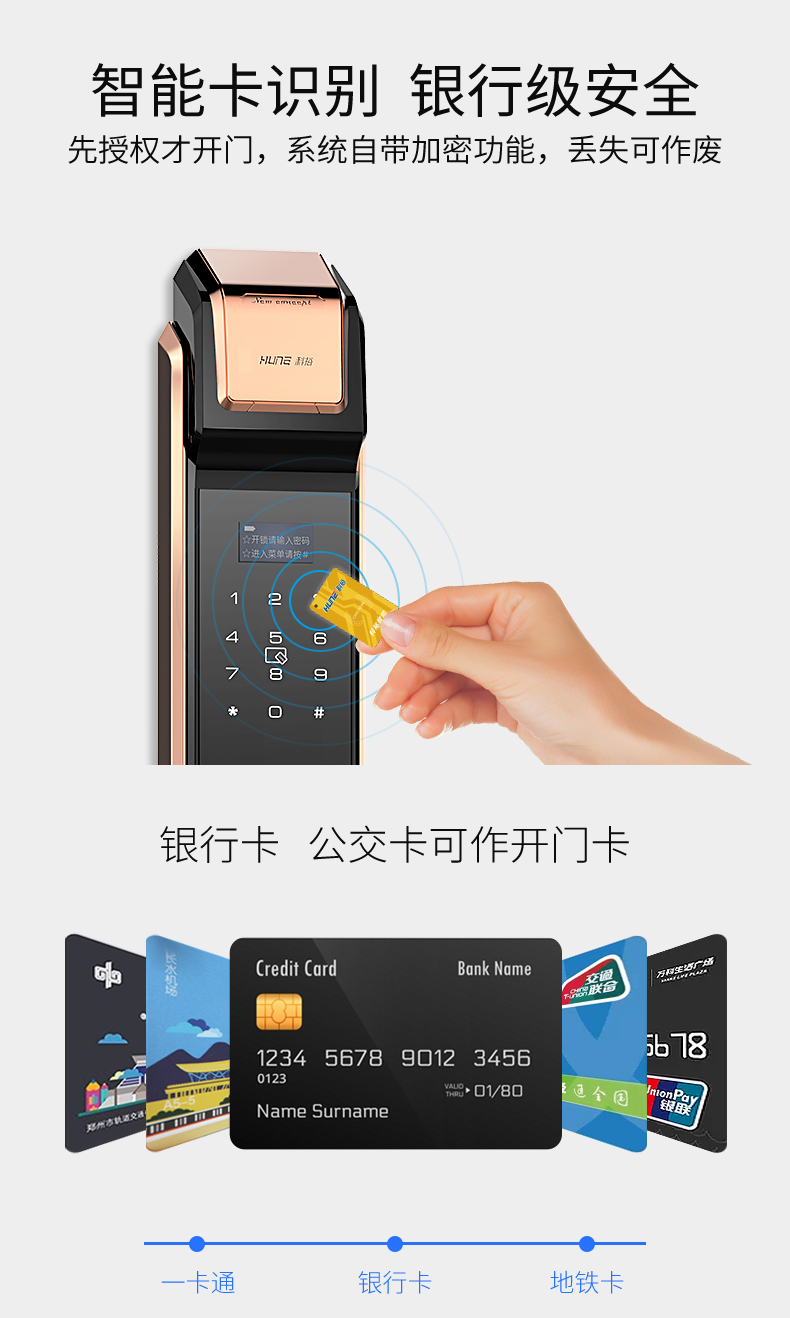 智能卡识别 银行级安全
先授权才开门，系统自带加密功能，丢失可作废
New concept
HUNE 科裕
☆开锁请输入密码
☆进入菜单请按#
1 2
4 5 6
7 8 9
* 0 #
HUNE 科裕
银行卡 公交卡可作开门卡
Credit Card
Bank Name
1234 5678 9012 3456
0123
VALID THRU 01/80
Name Surname
郑州市轨道交通
A5-5
交通联合
CHINA T-UNION
通全国
万科生活广场
VANKE LIFE PLAZA
5678
UnionPay
银联
一卡通
银行卡
地铁卡